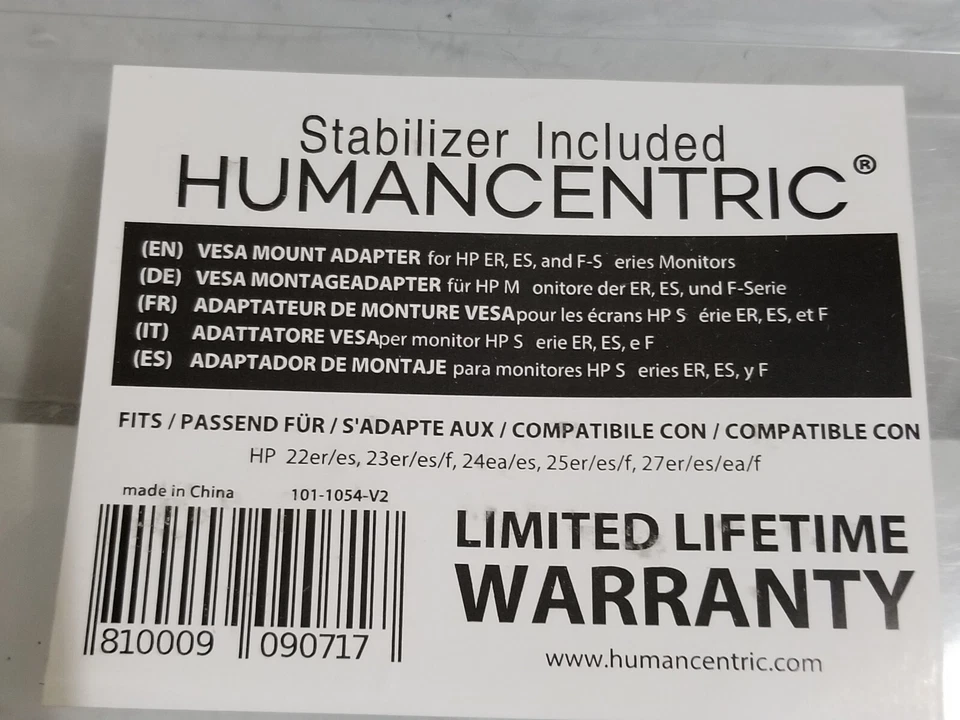 Stabilizer Included
HUMANCENTRIC®
(EN) VESA MOUNT ADAPTER for HP ER, ES, and F-S eries Monitors
(DE) VESA MONTAGEADAPTER für HP M onitore der ER, ES, und F-Serie
(FR) ADAPTATEUR DE MONTURE VESApour les écrans HP S érie ER, ES, et F
(IT) ADATTATORE VESAper monitor HP S erie ER, ES, e F
(ES) ADAPTADOR DE MONTAJE para monitores HP S eries ER, ES, y F
FITS / PASSEND FÜR / S'ADAPTE AUX / COMPATIBILE CON / COMPATIBLE CON
HP 22er/es, 23er/es/f, 24ea/es, 25er/es/f, 27er/es/ea/f
made in China 101-1054-V2
810009 090717
LIMITED LIFETIME
WARRANTY
www.humancentric.com